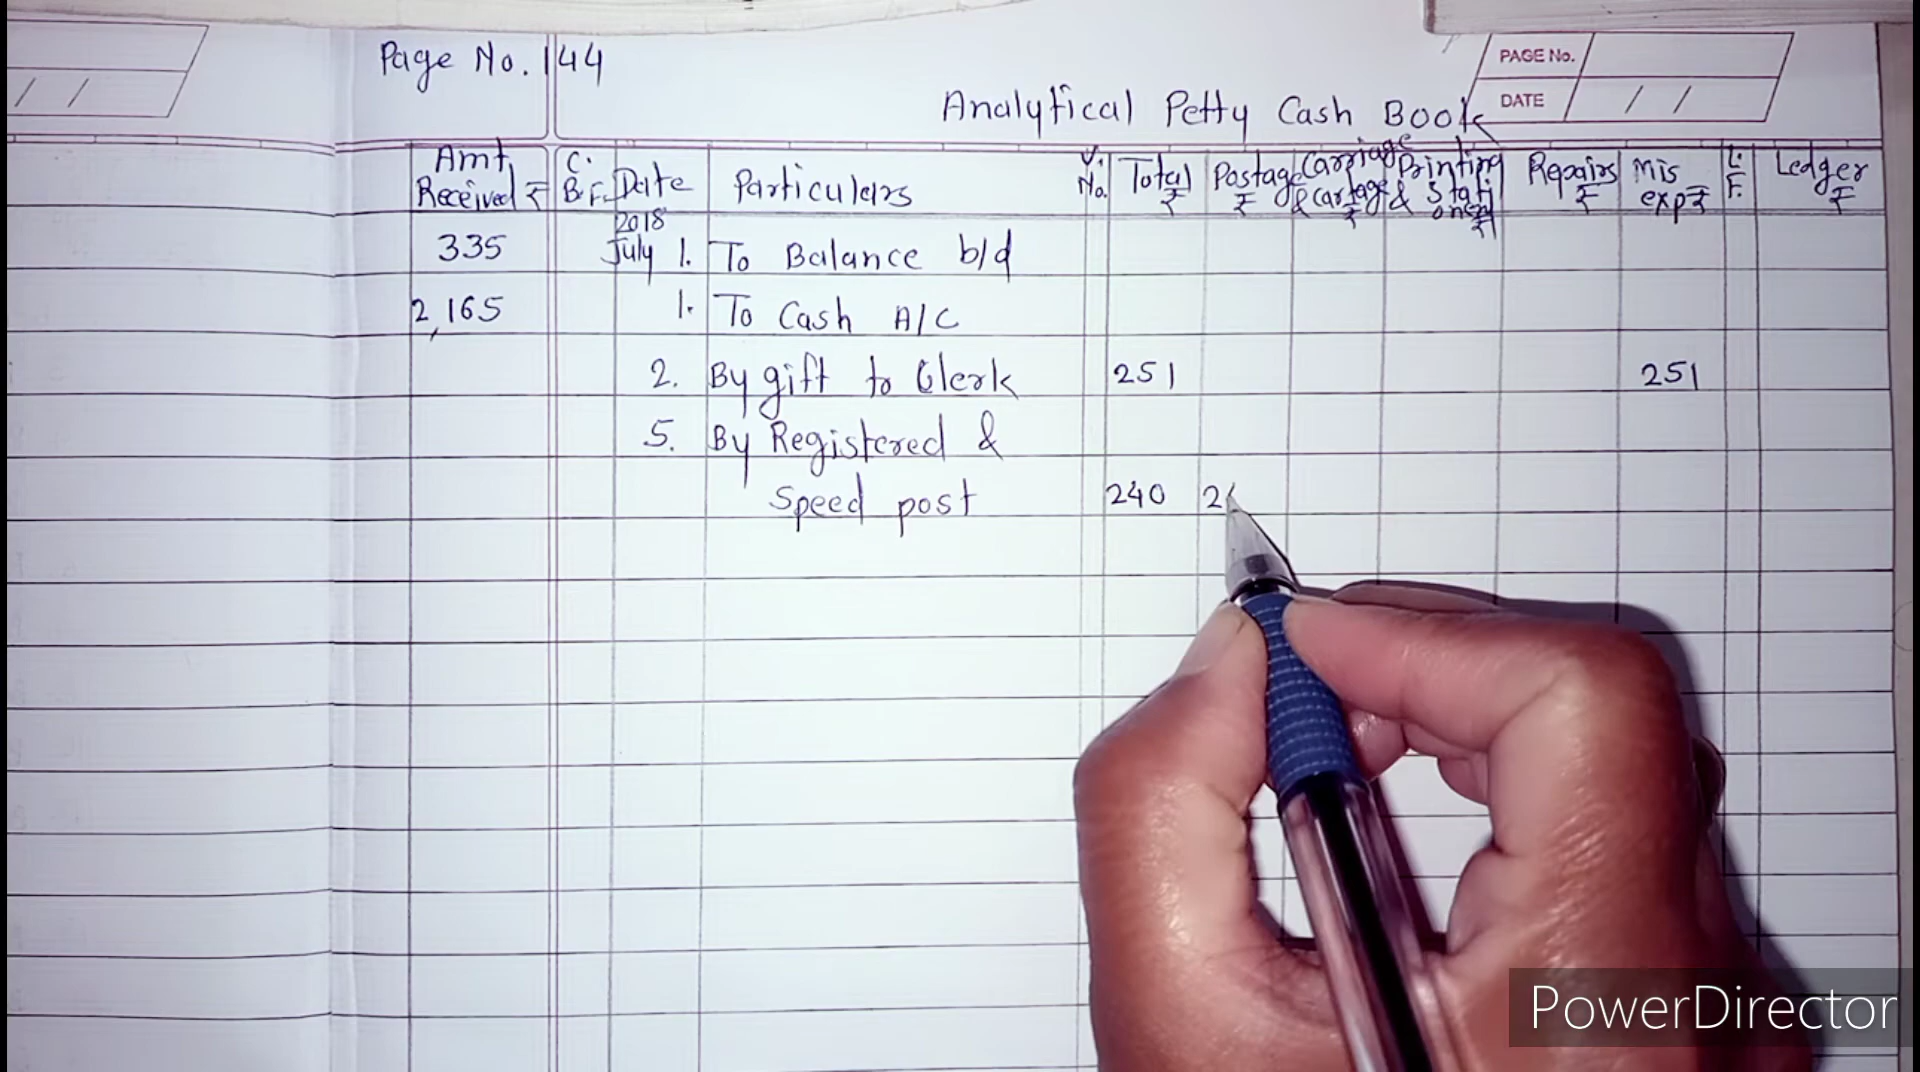 Page No. 144
PAGE No.
DATE / /
/ /
Analytical Petty Cash Book
Amt. Received ₹ C. B. F. Date Particulars V. No. Total ₹ Postage ₹ Carriage & Cartage ₹ Printing & Stationery ₹ Repairs ₹ Mis exp ₹ L. F. Ledger ₹
2018
335 July 1. To Balance b/d
2,165 1. To Cash A/C
2. By gift to Clerk 251 251
5. By Registered &
Speed post 240 2
PowerDirector